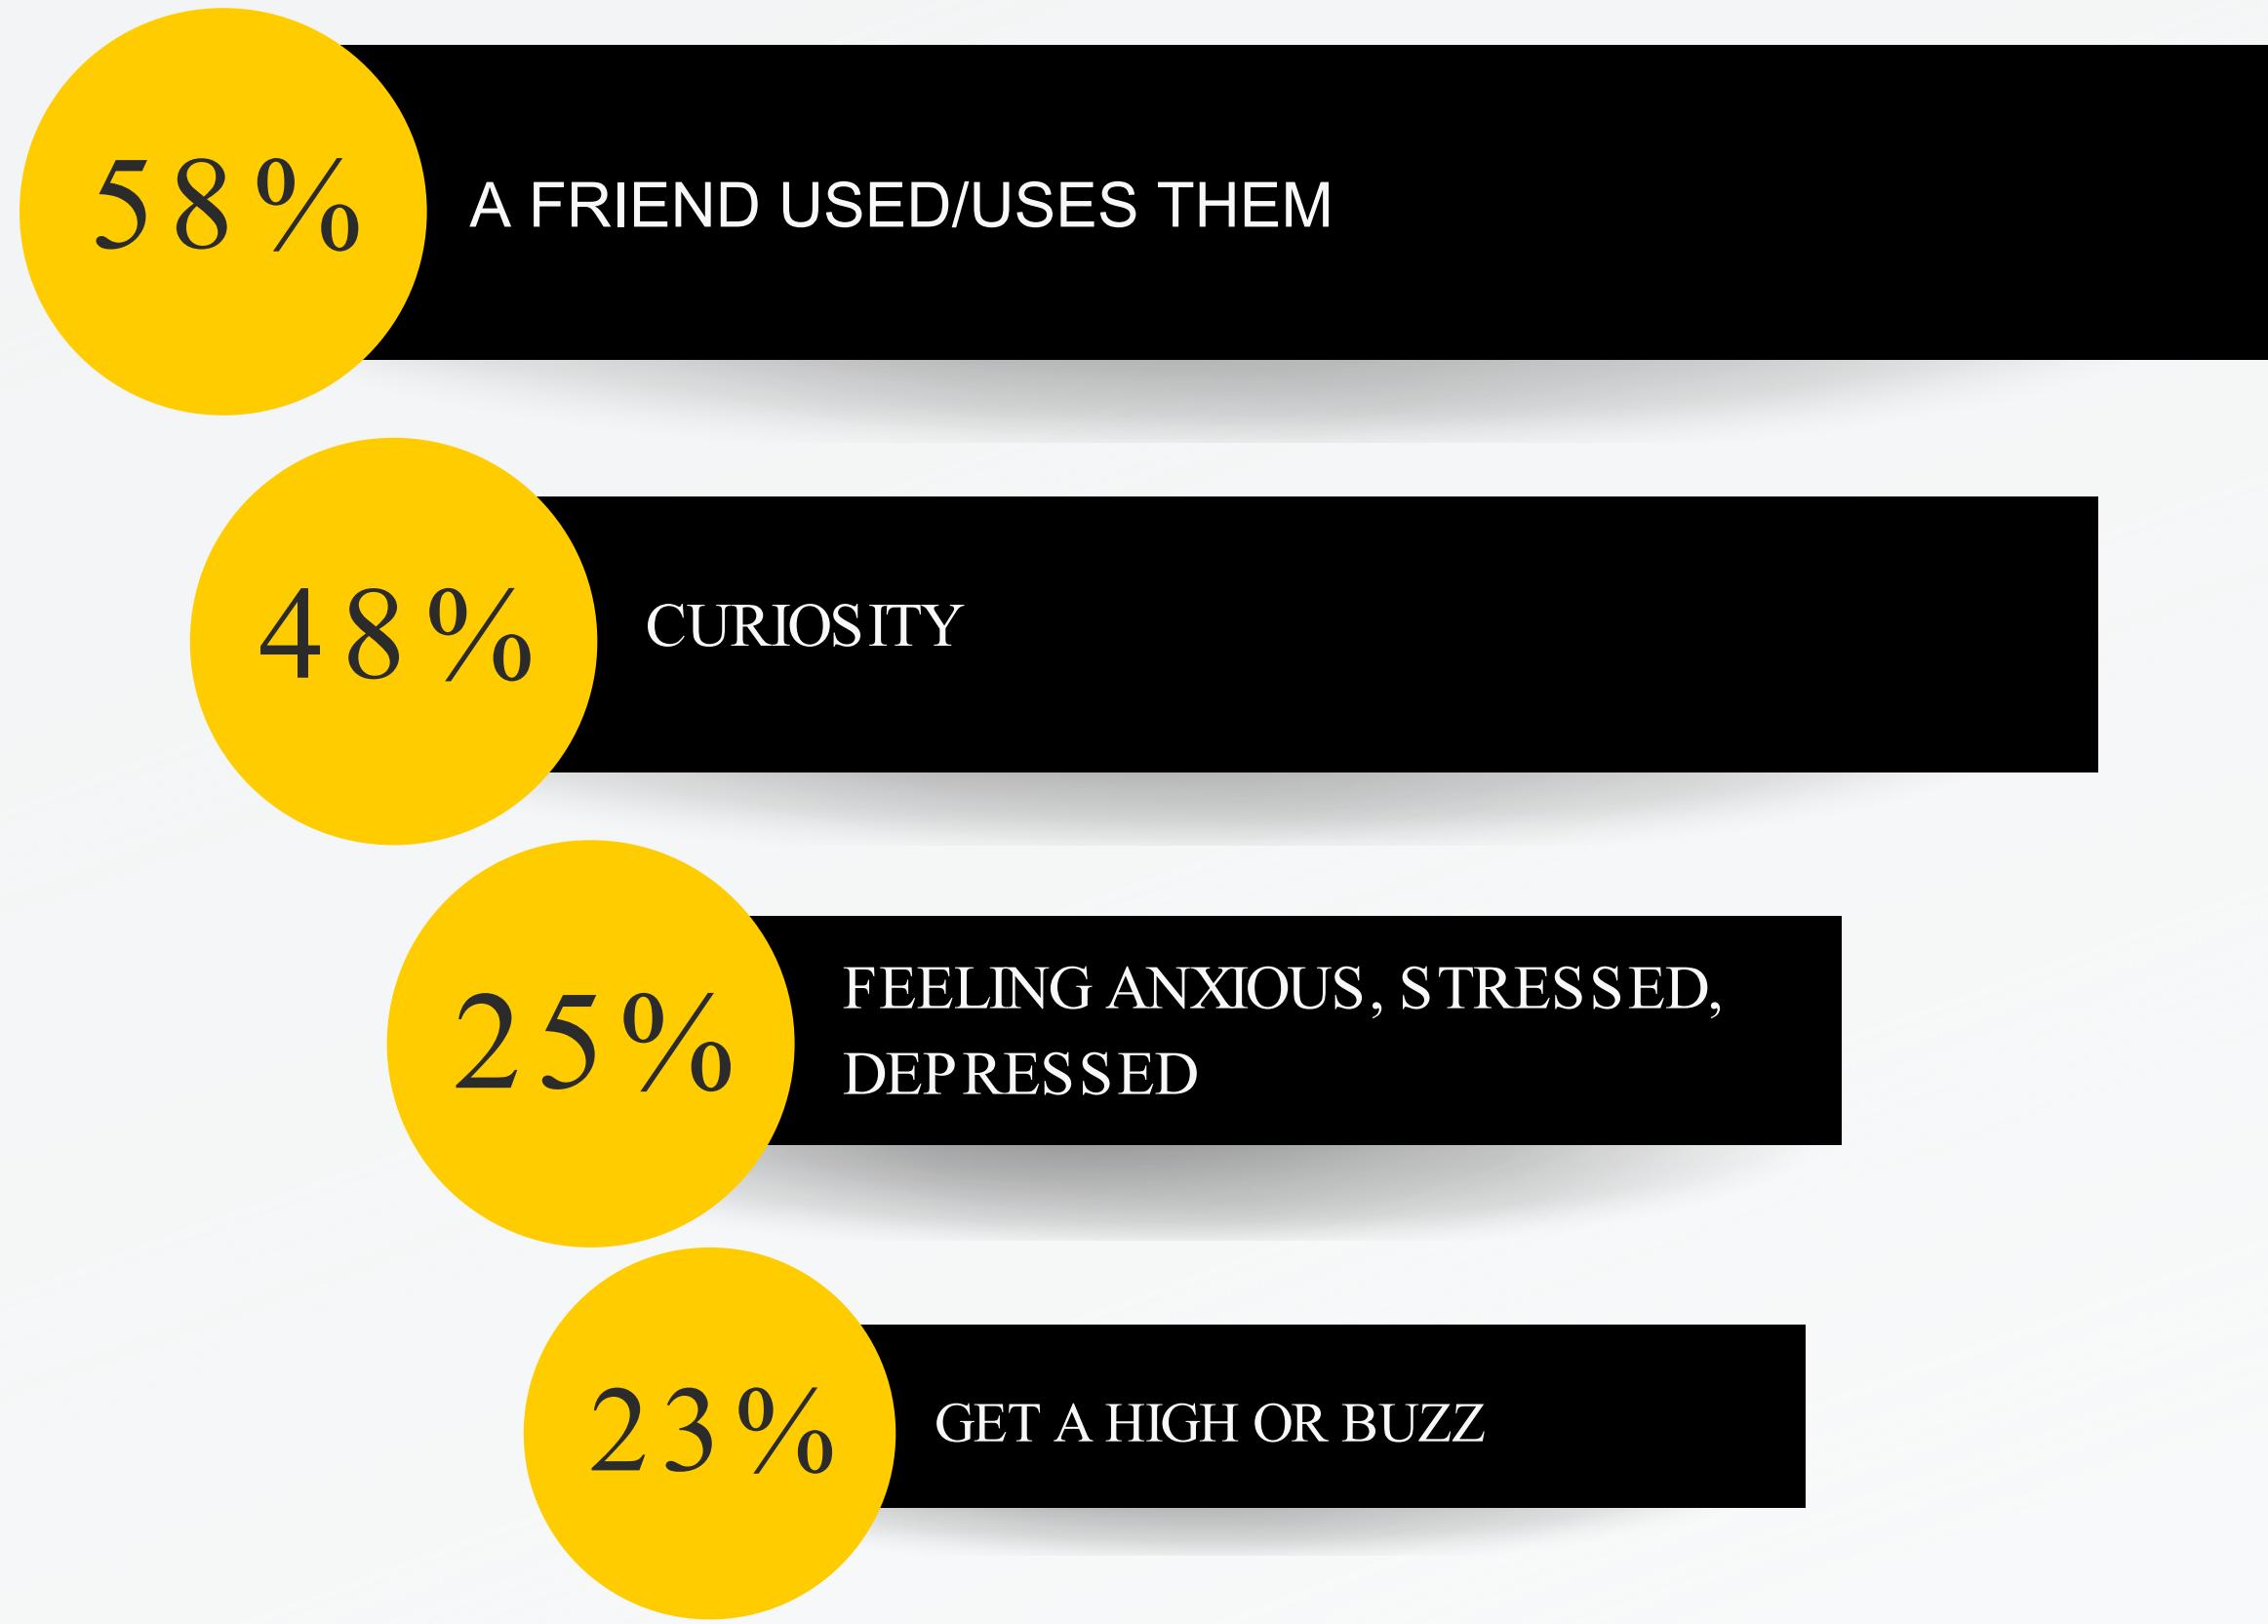 58%
A FRIEND USED/USES THEM
48%
CURIOSITY
25%
FEELING ANXIOUS, STRESSED,
DEPRESSED
23%
GET A HIGH OR BUZZ